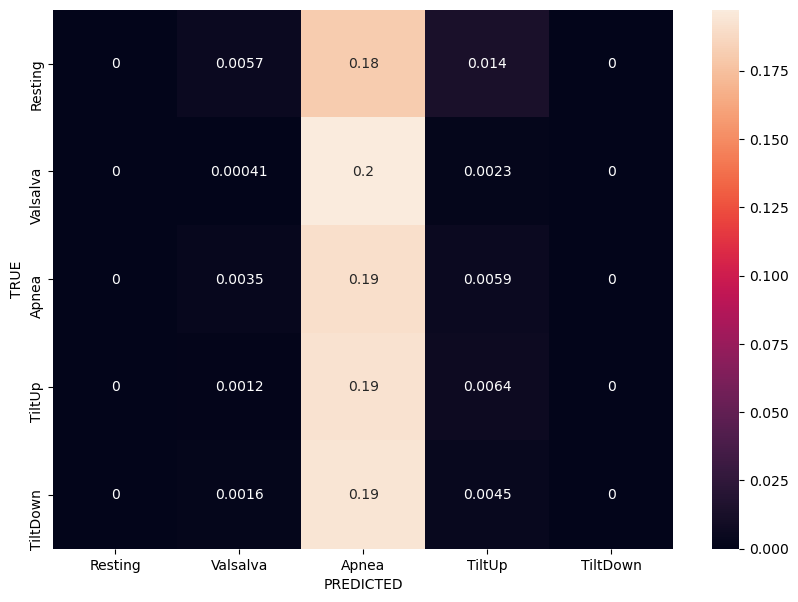 Resting 0 0.0057 0.18 0.014 0
Valsalva 0 0.00041 0.2 0.0023 0
Apnea 0 0.0035 0.19 0.0059 0
TiltUp 0 0.0012 0.19 0.0064 0
TiltDown 0 0.0016 0.19 0.0045 0
TRUE
Resting Valsalva Apnea TiltUp TiltDown
PREDICTED
0.175
0.150
0.125
0.100
0.075
0.050
0.025
0.000